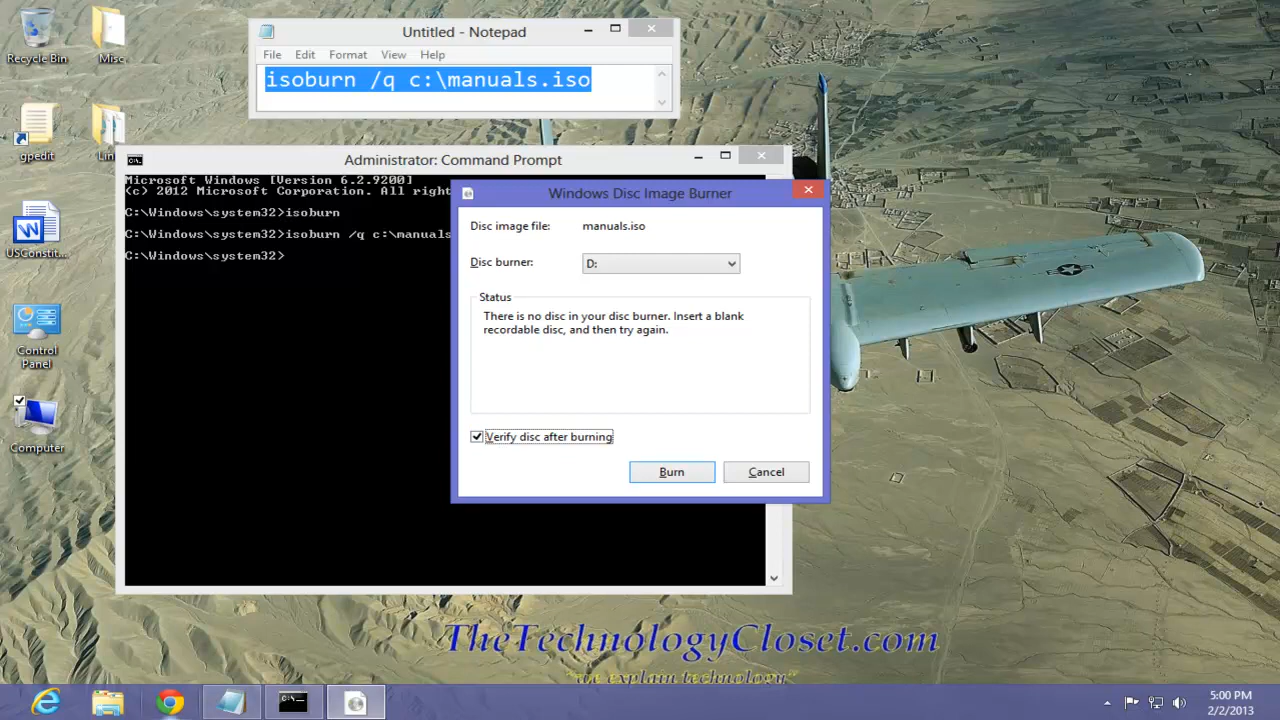 Recycle Bin
Misc
gpedit
Lin
USConstit...
Control
Panel
Computer
Untitled - Notepad
File Edit Format View Help
isoburn /q c:\manuals.iso
Administrator: Command Prompt
Microsoft Windows [Version 6.2.9200]
(c) 2012 Microsoft Corporation. All right
C:\Windows\system32>isoburn
C:\Windows\system32>isoburn /q c:\manuals
C:\Windows\system32>
Windows Disc Image Burner
Disc image file: manuals.iso
Disc burner: D:
Status
There is no disc in your disc burner. Insert a blank
recordable disc, and then try again.
Verify disc after burning
Burn Cancel
TheTechnologyCloset.com
"we explain technology"
5:00 PM
2/2/2013